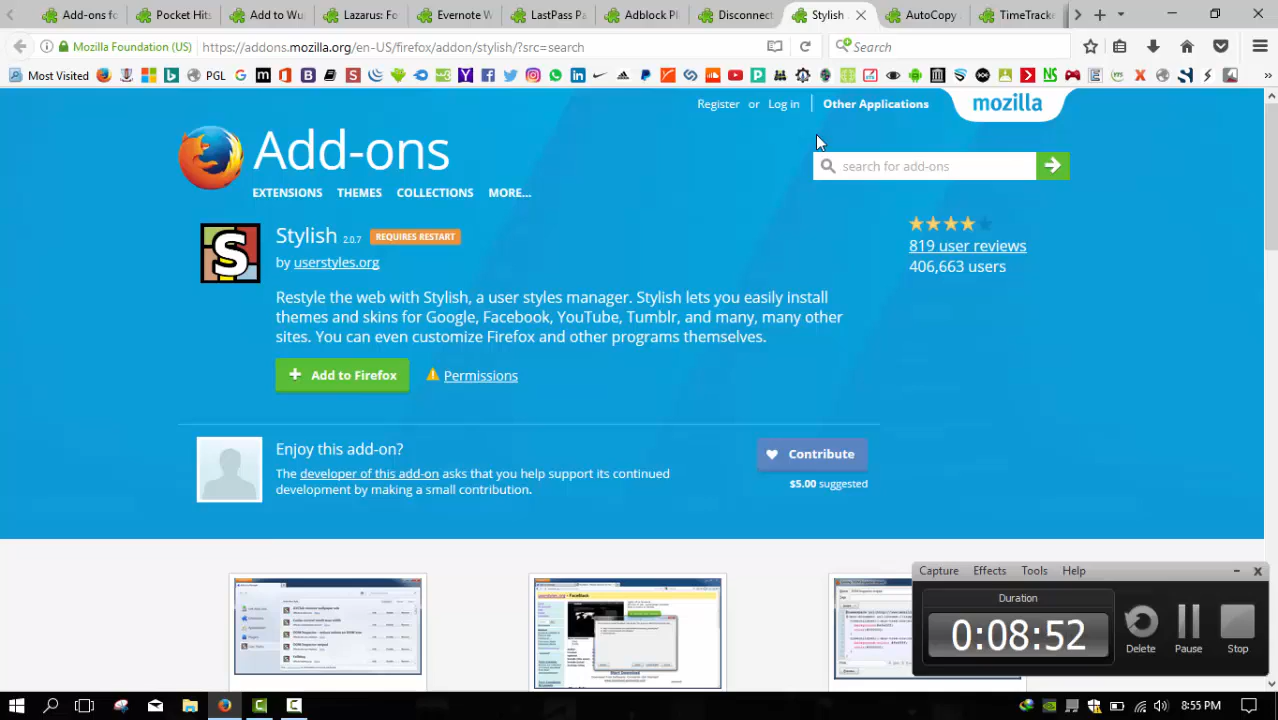 Add-ons fo
Pocket Hits
Add to Wu
Lazarus: Fo
Evernote W
LastPass Pa
Adblock Pl
Disconnect
Stylish
AutoCopy
TimeTracke
Mozilla Foundation (US)
https://addons.mozilla.org/en-US/firefox/addon/stylish/?src=search
Search
Most Visited
PGL
Register or Log in
Other Applications
mozilla
Add-ons
search for add-ons
EXTENSIONS THEMES COLLECTIONS MORE...
Stylish 2.0.7 REQUIRES RESTART
by userstyles.org
819 user reviews
406,663 users
Restyle the web with Stylish, a user styles manager. Stylish lets you easily install
themes and skins for Google, Facebook, YouTube, Tumblr, and many, many other
sites. You can even customize Firefox and other programs themselves.
Add to Firefox
Permissions
Enjoy this add-on?
The developer of this add-on asks that you help support its continued
development by making a small contribution.
Contribute
$5.00 suggested
Capture Effects Tools Help
Duration
0:08:52
Delete Pause Stop
8:55 PM